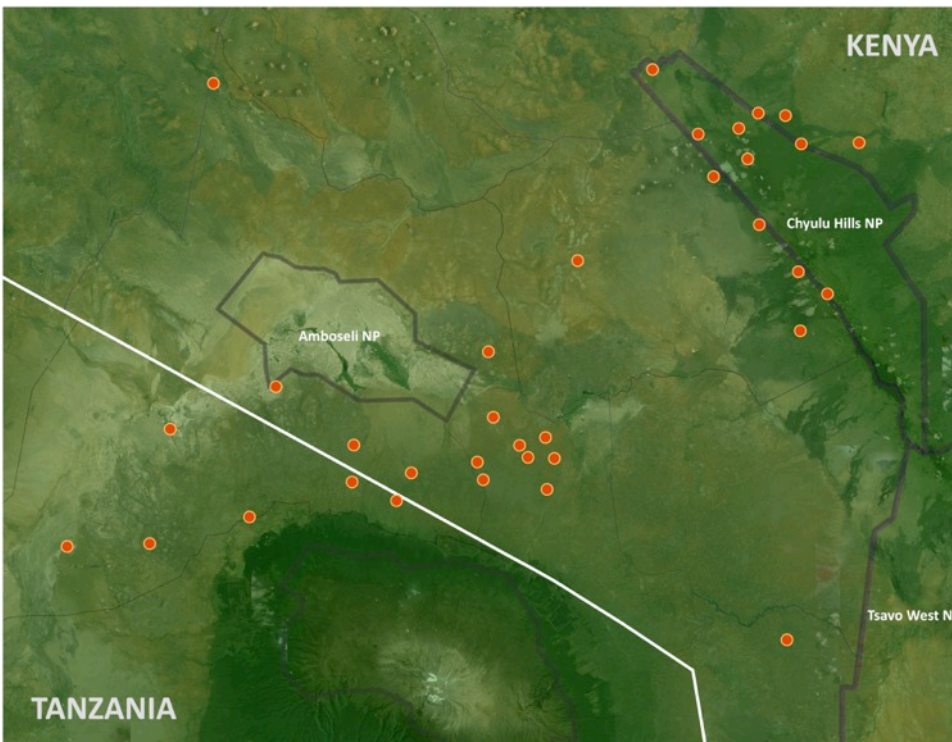 KENYA
Chyulu Hills NP
Amboseli NP
Tsavo West N
TANZANIA